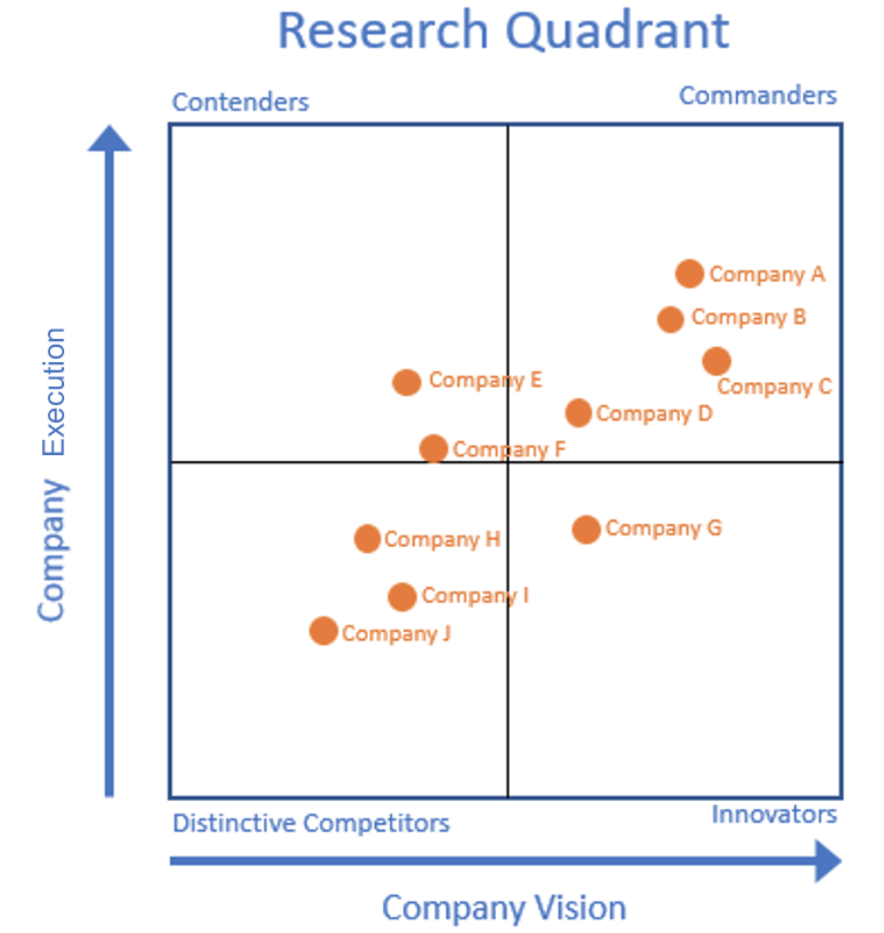 Research Quadrant
Contenders
Commanders
Company A
Company B
Company C
Company E
Company D
Company F
Company Execution
Company G
Company H
Company I
Company J
Distinctive Competitors
Innovators
Company Vision